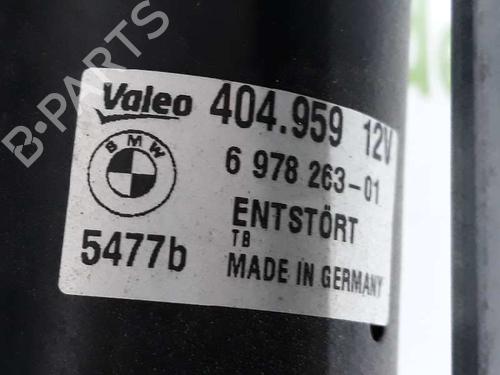 B-PARTS
Valeo 404.959 12V
BMW
6 978 263-01
ENTSTÖRT
TB
5477b
MADE IN GERMANY